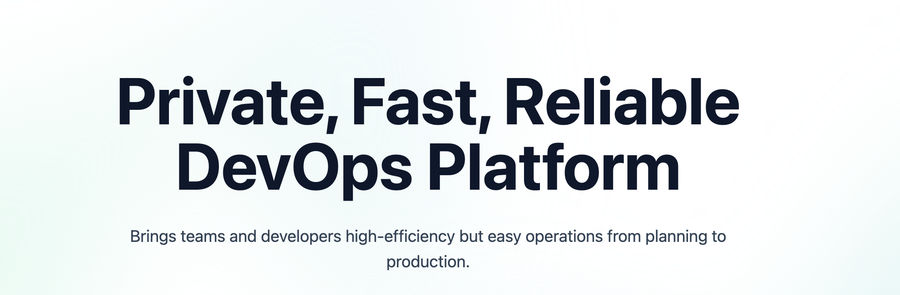 Private, Fast, Reliable
DevOps Platform
Brings teams and developers high-efficiency but easy operations from planning to
production.